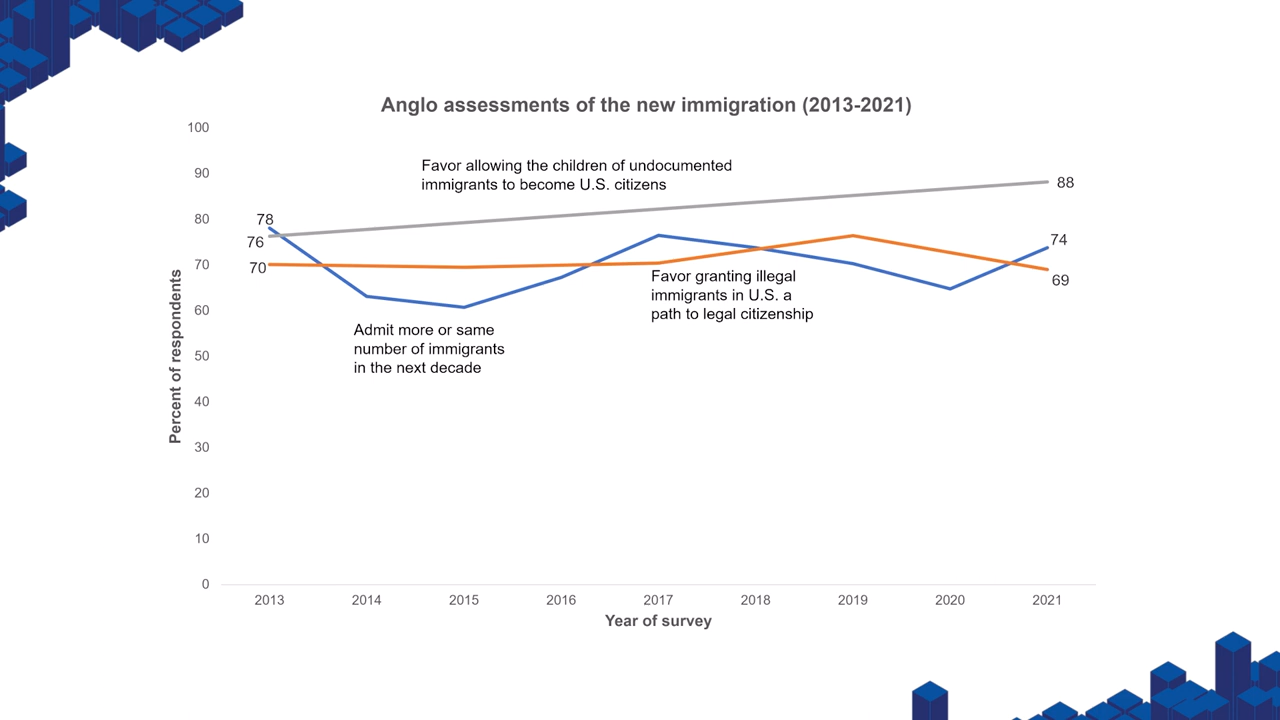 Anglo assessments of the new immigration (2013-2021)
100
90
80
70
60
50
40
30
20
10
0
Percent of respondents
Favor allowing the children of undocumented
immigrants to become U.S. citizens
88
78
76
70
74
69
Favor granting illegal
immigrants in U.S. a
path to legal citizenship
Admit more or same
number of immigrants
in the next decade
2013 2014 2015 2016 2017 2018 2019 2020 2021
Year of survey